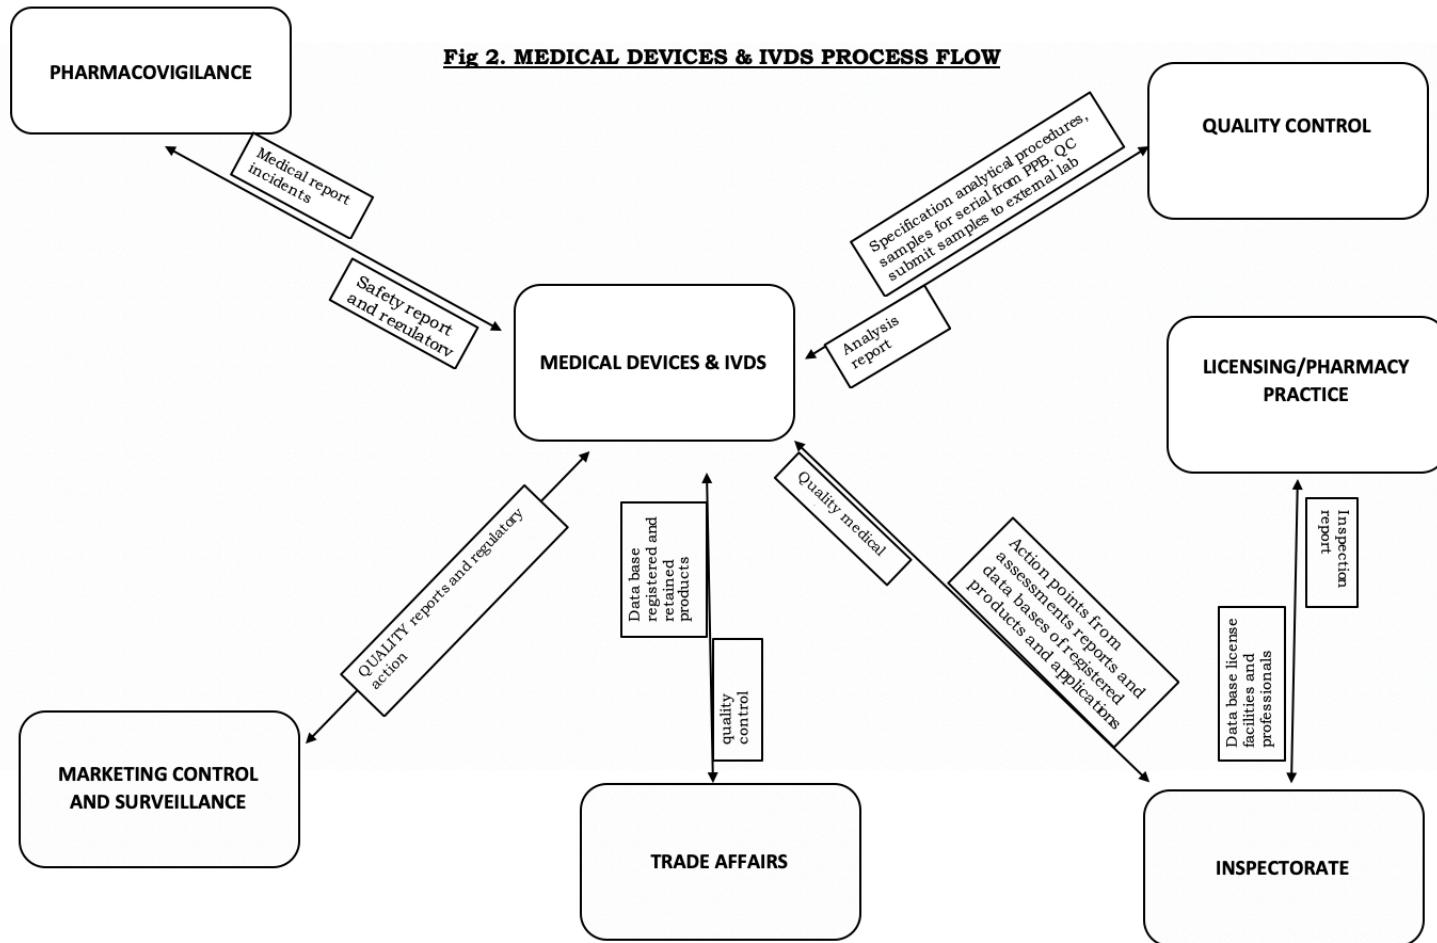 Fig 2. MEDICAL DEVICES & IVDS PROCESS FLOW
PHARMACOVIGILANCE
QUALITY CONTROL
Medical report
incidents
Specification analytical procedures,
samples for serial from PPB. QC
submit samples to external lab
Safety report
and regulatory
Analysis
report
MEDICAL DEVICES & IVDS
LICENSING/PHARMACY
PRACTICE
Quality medical
QUALITY reports and regulatory
action
Data base
registered and
retained
products
Action points from
assessments reports and
data bases of registered
products and applications
Inspection
report
Data base license
facilities and
professionals
quality
control
MARKETING CONTROL
AND SURVEILLANCE
TRADE AFFAIRS
INSPECTORATE